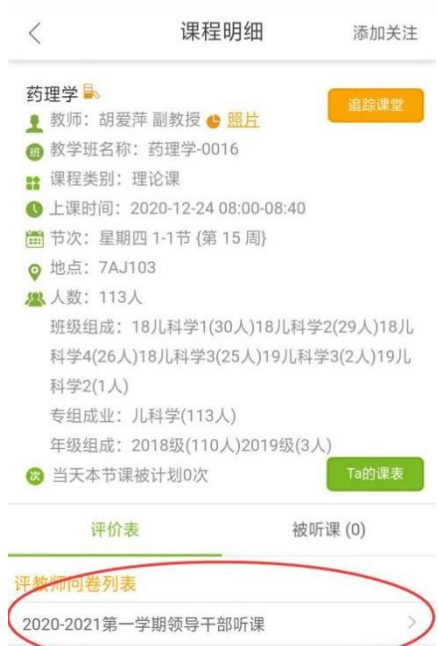 课程明细
添加关注
药理学
追踪课堂
教师：胡爱萍 副教授 照片
班 教学班名称：药理学-0016
课程类别：理论课
上课时间：2020-12-24 08:00-08:40
节次：星期四 1-1节 {第 15 周}
地点：7AJ103
人数：113人
班级组成：18儿科学1(30人)18儿科学2(29人)18儿
科学4(26人)18儿科学3(25人)19儿科学3(2人)19儿
科学2(1人)
专组成业：儿科学(113人)
年级组成：2018级(110人)2019级(3人)
次 当天本节课被计划0次
Ta的课表
评价表
被听课 (0)
评教师问卷列表
2020-2021第一学期领导干部听课